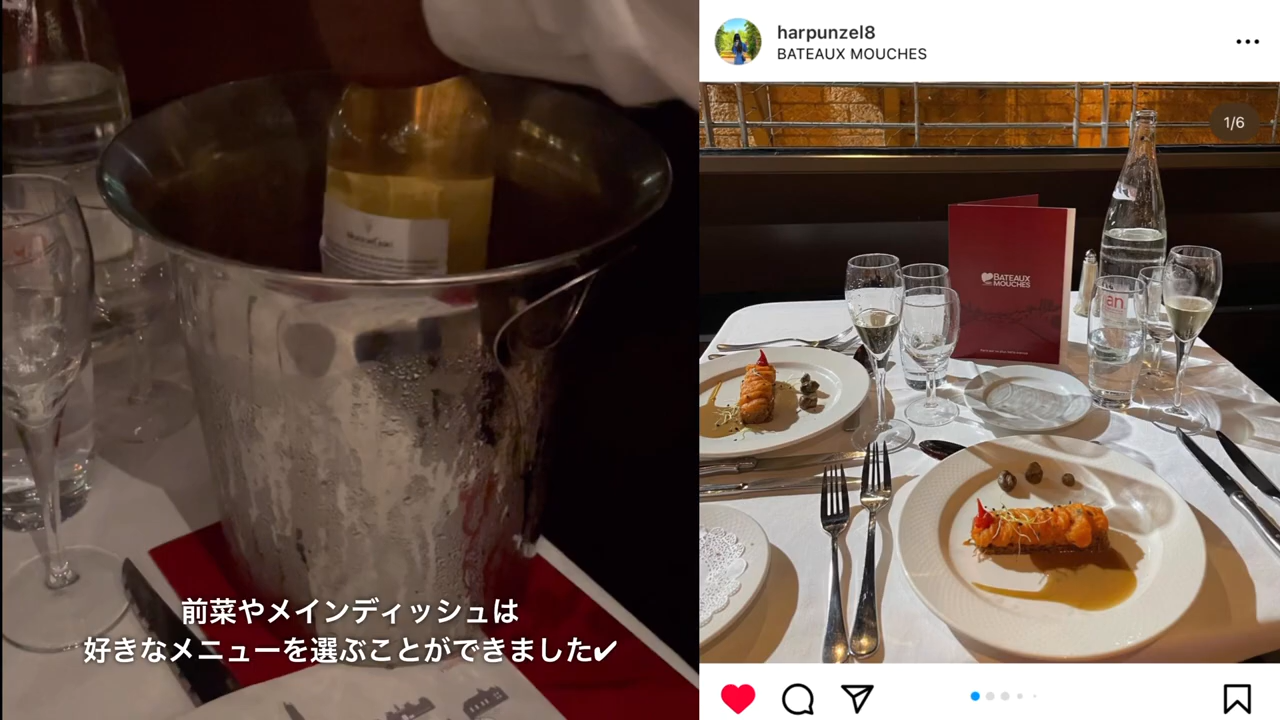 前菜やメインディッシュは
好きなメニューを選ぶことができました✔
harpunzel8
BATEAUX MOUCHES
1/6
BATEAUX
MOUCHES
an